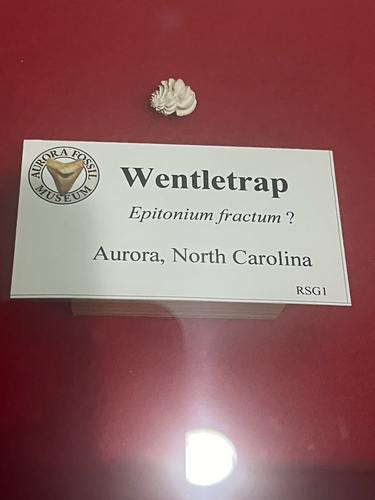 AURORA FOSSIL
MUSEUM
Wentletrap
Epitonium fractum ?
Aurora, North Carolina
RSG1